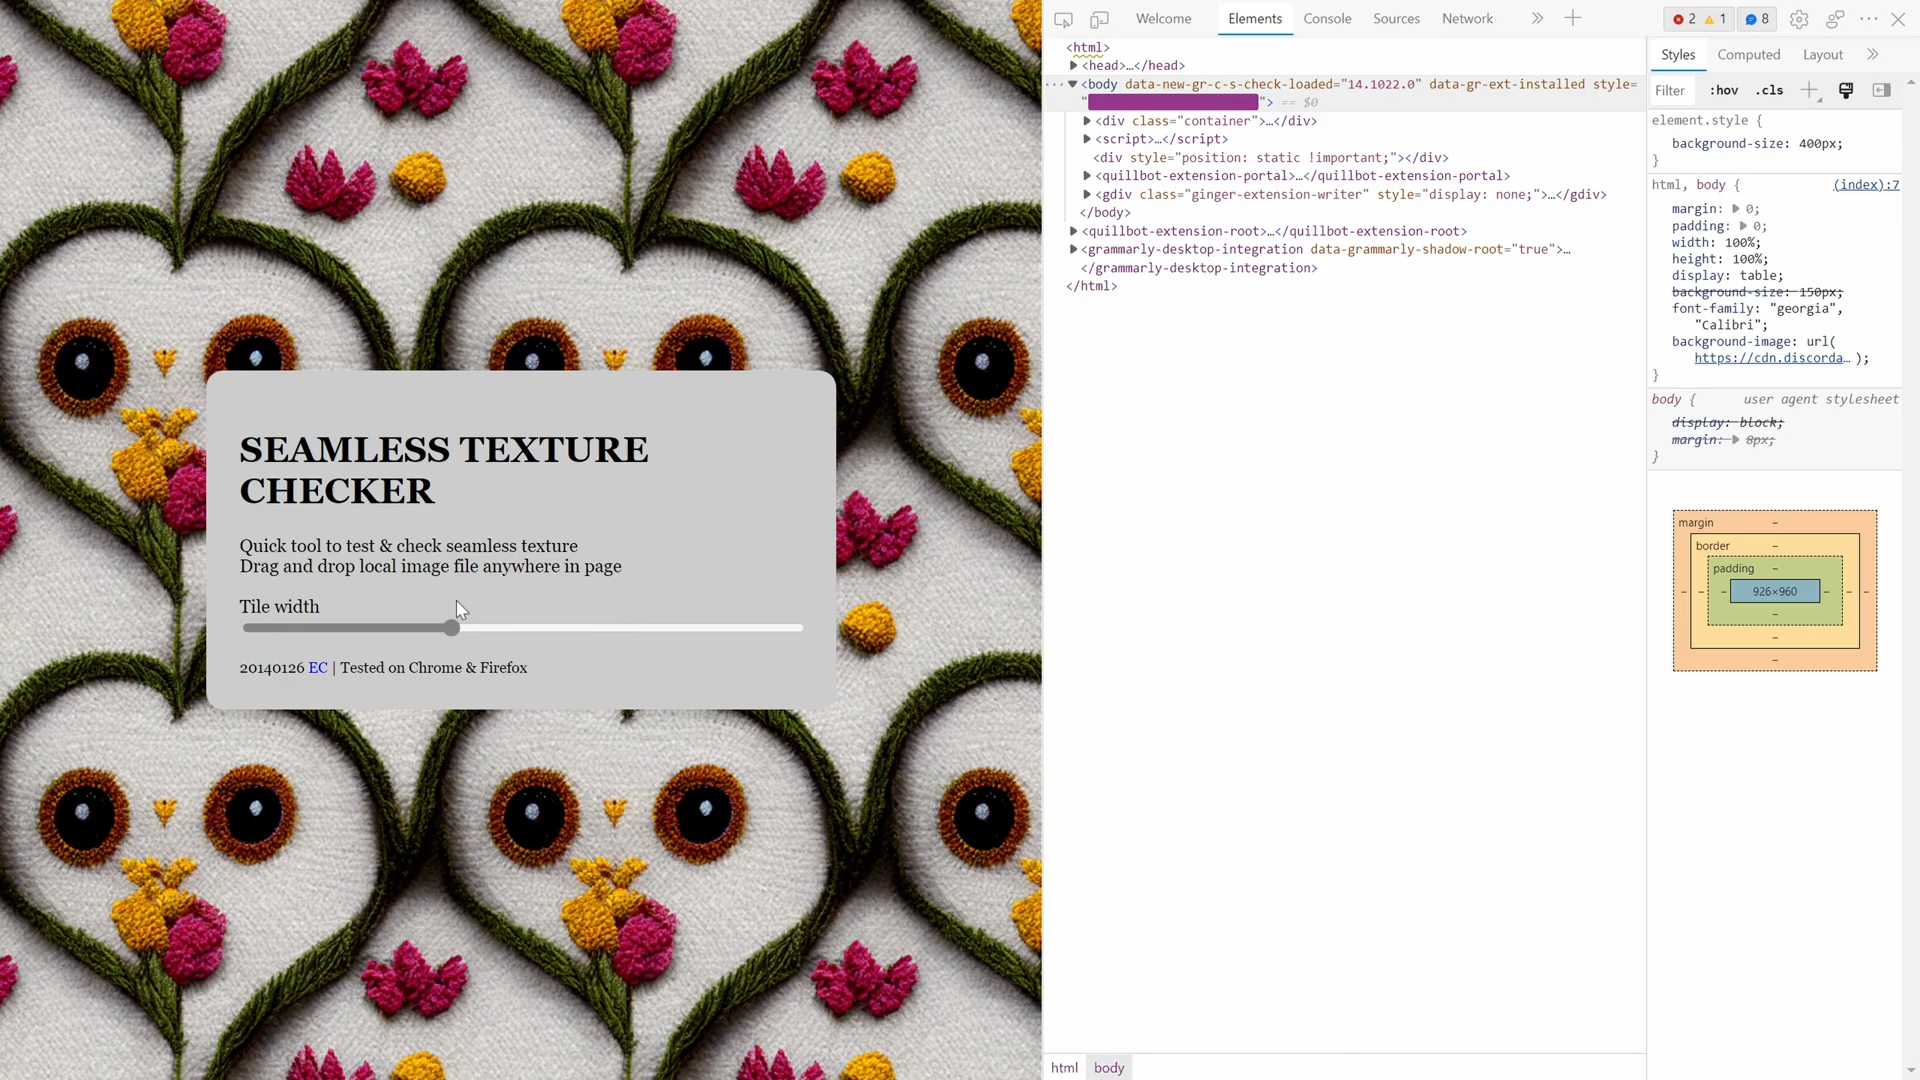 SEAMLESS TEXTURE
CHECKER
Quick tool to test & check seamless texture
Drag and drop local image file anywhere in page
Tile width
20140126 EC | Tested on Chrome & Firefox
Welcome Elements Console Sources Network 2 1 8
<html>
<head>…</head>
<body data-new-gr-c-s-check-loaded="14.1022.0" data-gr-ext-installed style=
"> == $0
<div class="container">…</div>
<script>…</script>
<div style="position: static !important;"></div>
<quillbot-extension-portal>…</quillbot-extension-portal>
<gdiv class="ginger-extension-writer" style="display: none;">…</gdiv>
</body>
<quillbot-extension-root>…</quillbot-extension-root>
<grammarly-desktop-integration data-grammarly-shadow-root="true">…
</grammarly-desktop-integration>
</html>
html body
Styles Computed Layout
Filter :hov .cls
element.style {
background-size: 400px;
}
html, body { (index):7
margin: 0;
padding: 0;
width: 100%;
height: 100%;
display: table;
background-size: 150px;
font-family: "georgia",
"Calibri";
background-image: url(
https://cdn.discorda… );
}
body { user agent stylesheet
display: block;
margin: 8px;
}
margin –
border –
padding –
– – – 926×960 – – –
–
–
–